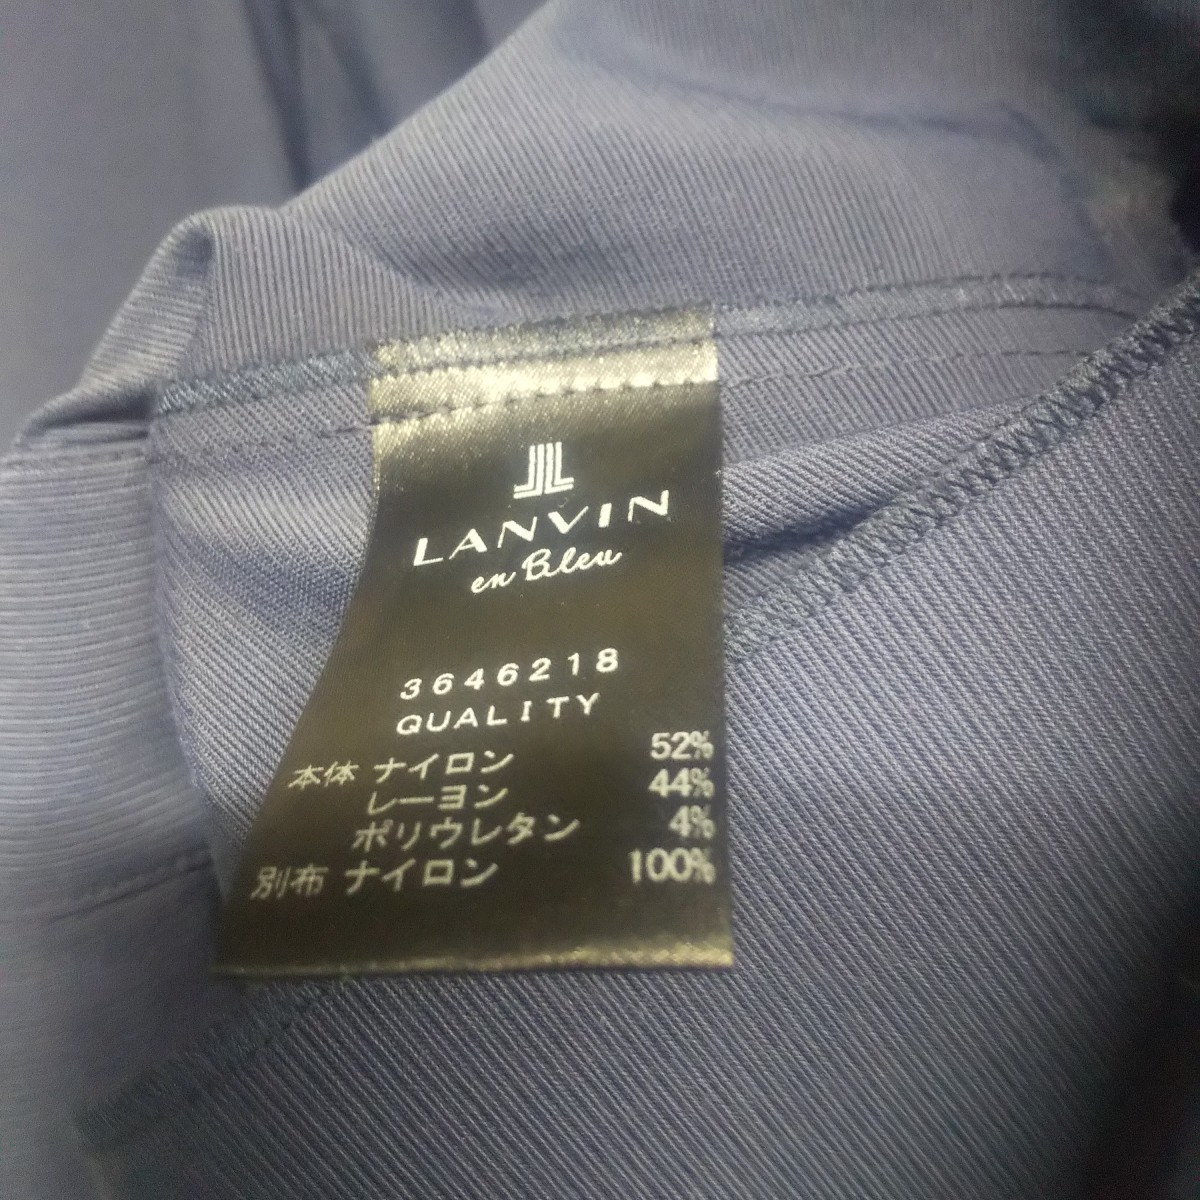 LANVIN
en Bleu
3646218
QUALITY
本体 ナイロン 52%
レーヨン 44%
ポリウレタン 4%
別布 ナイロン 100%